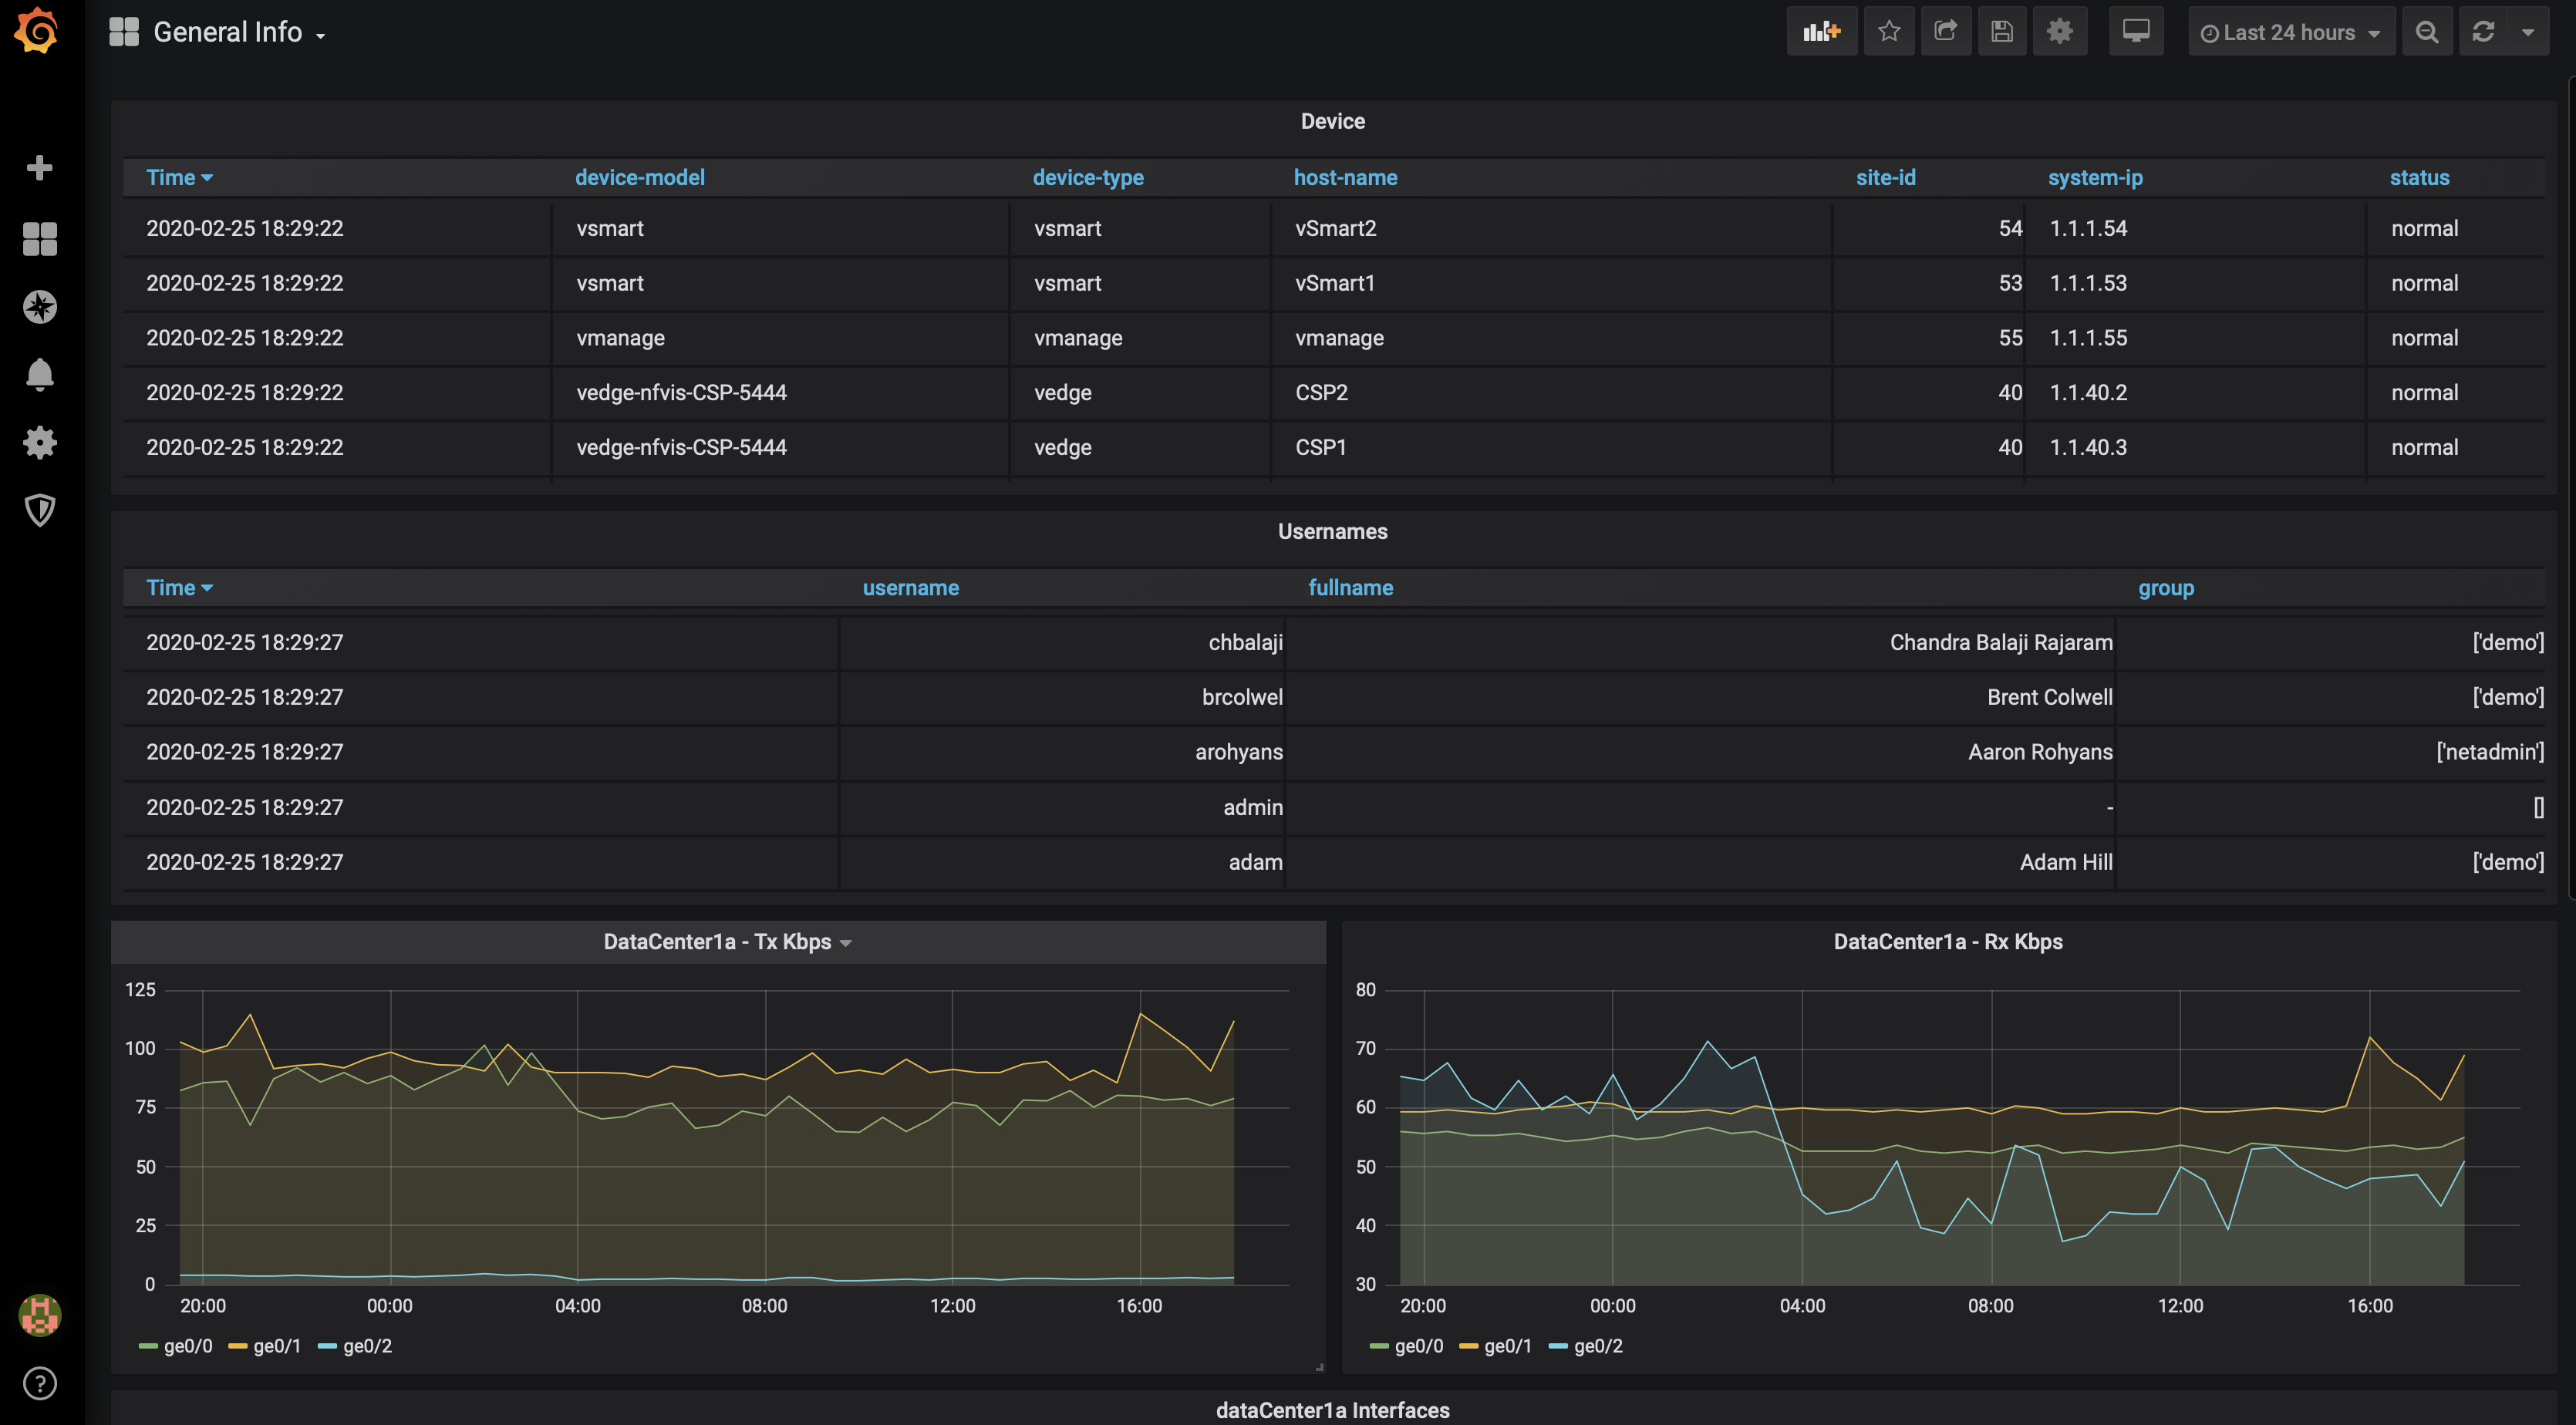 General Info
Last 24 hours
Device
Time device-model device-type host-name site-id system-ip status
2020-02-25 18:29:22 vsmart vsmart vSmart2 54 1.1.1.54 normal
2020-02-25 18:29:22 vsmart vsmart vSmart1 53 1.1.1.53 normal
2020-02-25 18:29:22 vmanage vmanage vmanage 55 1.1.1.55 normal
2020-02-25 18:29:22 vedge-nfvis-CSP-5444 vedge CSP2 40 1.1.40.2 normal
2020-02-25 18:29:22 vedge-nfvis-CSP-5444 vedge CSP1 40 1.1.40.3 normal
Usernames
Time username fullname group
2020-02-25 18:29:27 chbalaji Chandra Balaji Rajaram ['demo']
2020-02-25 18:29:27 brcolwel Brent Colwell ['demo']
2020-02-25 18:29:27 arohyans Aaron Rohyans ['netadmin']
2020-02-25 18:29:27 admin - []
2020-02-25 18:29:27 adam Adam Hill ['demo']
DataCenter1a - Tx Kbps
125
100
75
50
25
0
20:00 00:00 04:00 08:00 12:00 16:00
ge0/0 ge0/1 ge0/2
DataCenter1a - Rx Kbps
80
70
60
50
40
30
20:00 00:00 04:00 08:00 12:00 16:00
ge0/0 ge0/1 ge0/2
dataCenter1a Interfaces